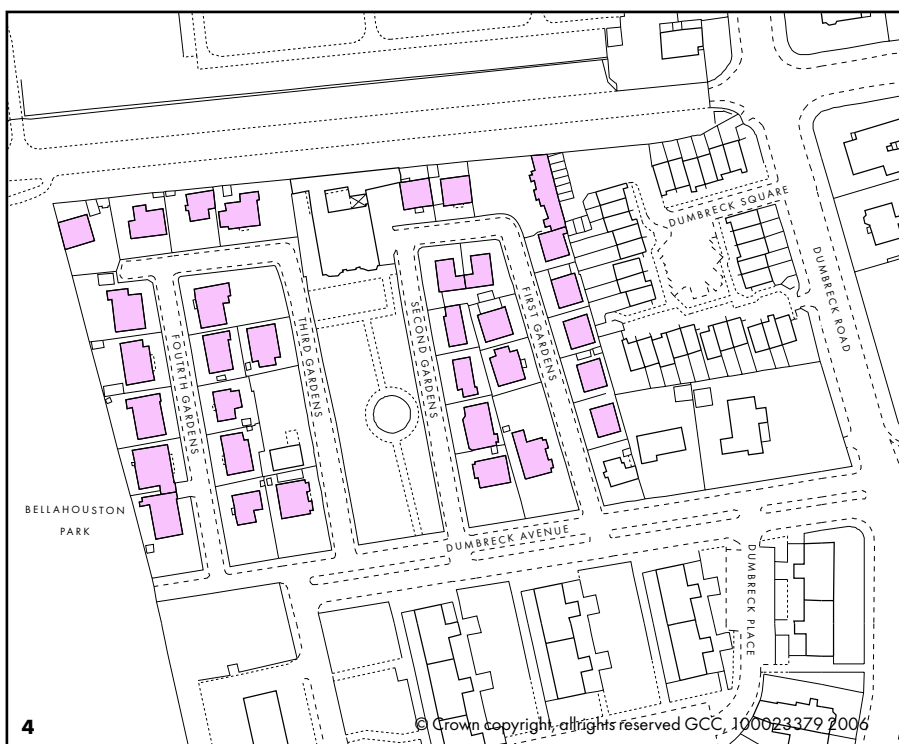 DUMBRECK SQUARE
DUMBRECK ROAD
FIRST GARDENS
SECOND GARDENS
THIRD GARDENS
FOURTH GARDENS
BELLAHOUSTON
PARK
DUMBRECK AVENUE
DUMBRECK PLACE
4
© Crown copyright, all rights reserved GCC, 100023379 2006